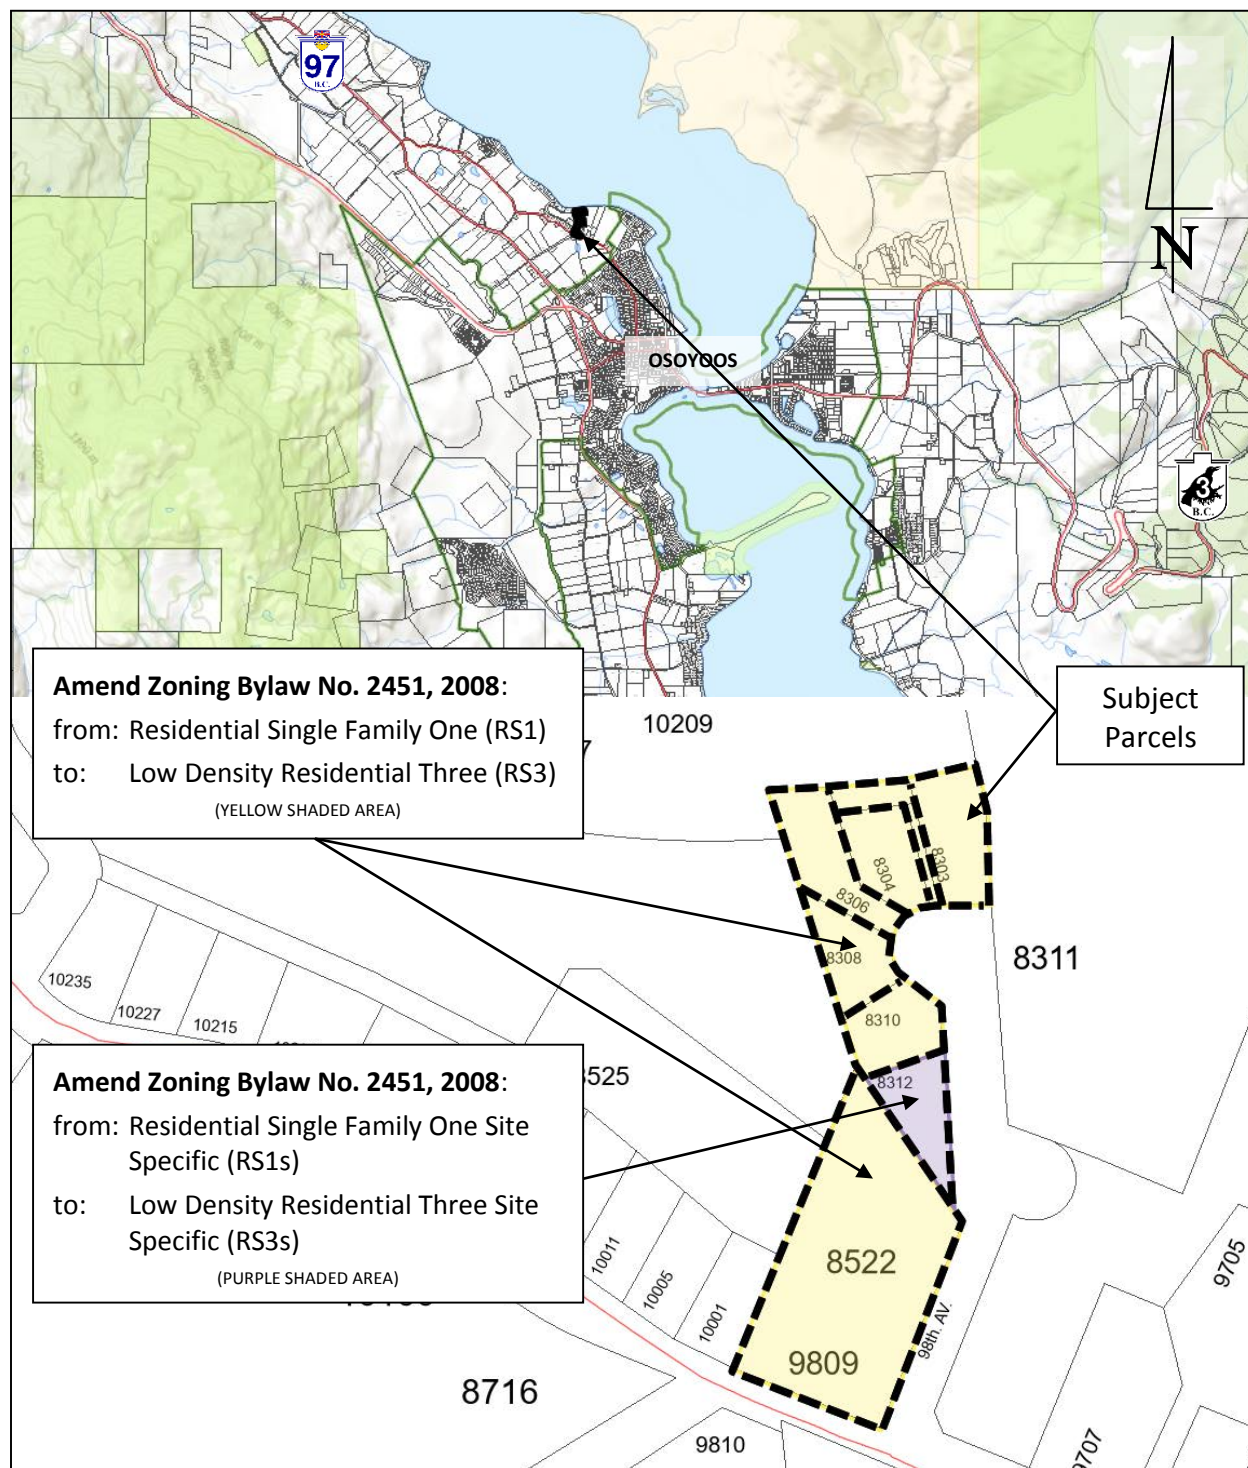 97
B.C.
N
OSOYOOS
3
B.C.
Subject
Parcels
Amend Zoning Bylaw No. 2451, 2008:
from: Residential Single Family One (RS1)
to: Low Density Residential Three (RS3)
(YELLOW SHADED AREA)
10209
8303
8304
8306
8308
8311
8310
8312
10235
10227
10215
Amend Zoning Bylaw No. 2451, 2008:
from: Residential Single Family One Site
Specific (RS1s)
to: Low Density Residential Three Site
Specific (RS3s)
(PURPLE SHADED AREA)
10011
10005
10001
8522
9809
98th. AV.
9705
9707
8716
9810